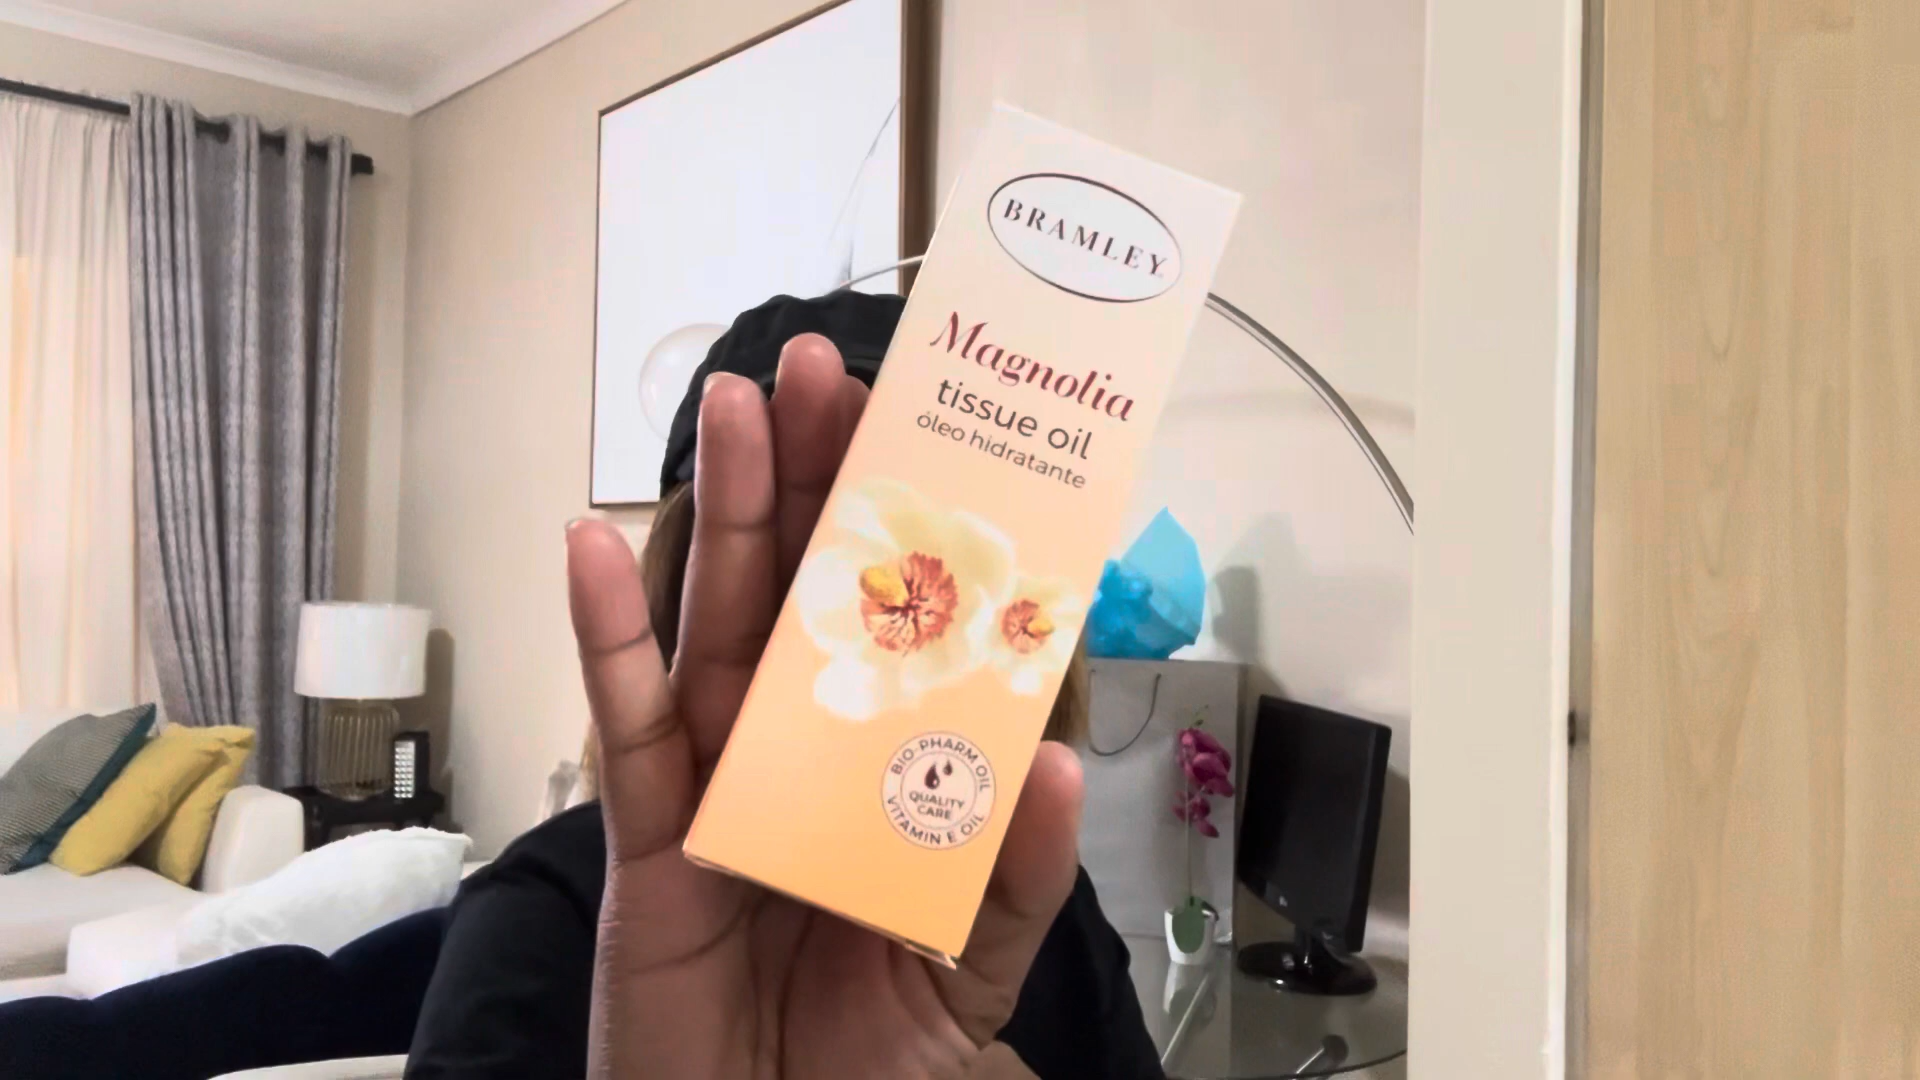 BRAMLEY
Magnolia
tissue oil
óleo hidratante
BIO-PHARM OIL
QUALITY
CARE
VITAMIN E OIL